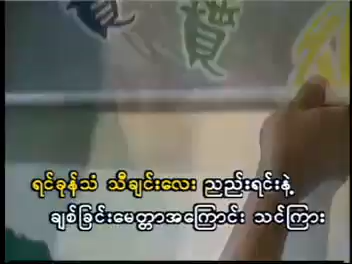 ရင်ခုန်သံ သီချင်းလေး ညည်းရင်းနဲ့
ချစ်ခြင်းမေတ္တာအကြောင်း သင်ကြား